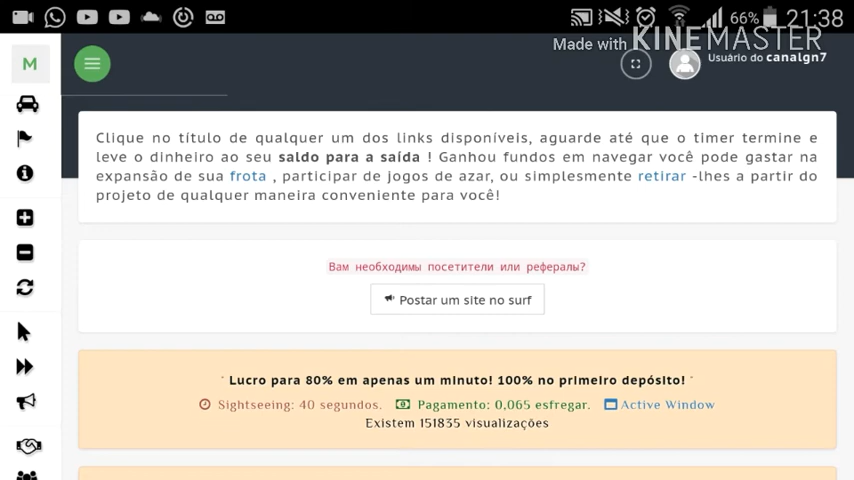 66% 21:38
Made with KINEMASTER
M
Usuário do canalgn7
Clique no título de qualquer um dos links disponíveis, aguarde até que o timer termine e
leve o dinheiro ao seu saldo para a saída ! Ganhou fundos em navegar você pode gastar na
expansão de sua frota , participar de jogos de azar, ou simplesmente retirar -lhes a partir do
projeto de qualquer maneira conveniente para você!
Вам необходимы посетители или рефералы?
Postar um site no surf
Lucro para 80% em apenas um minuto! 100% no primeiro depósito!
Sightseeing: 40 segundos. Pagamento: 0,065 esfregar. Active Window
Existem 151835 visualizações